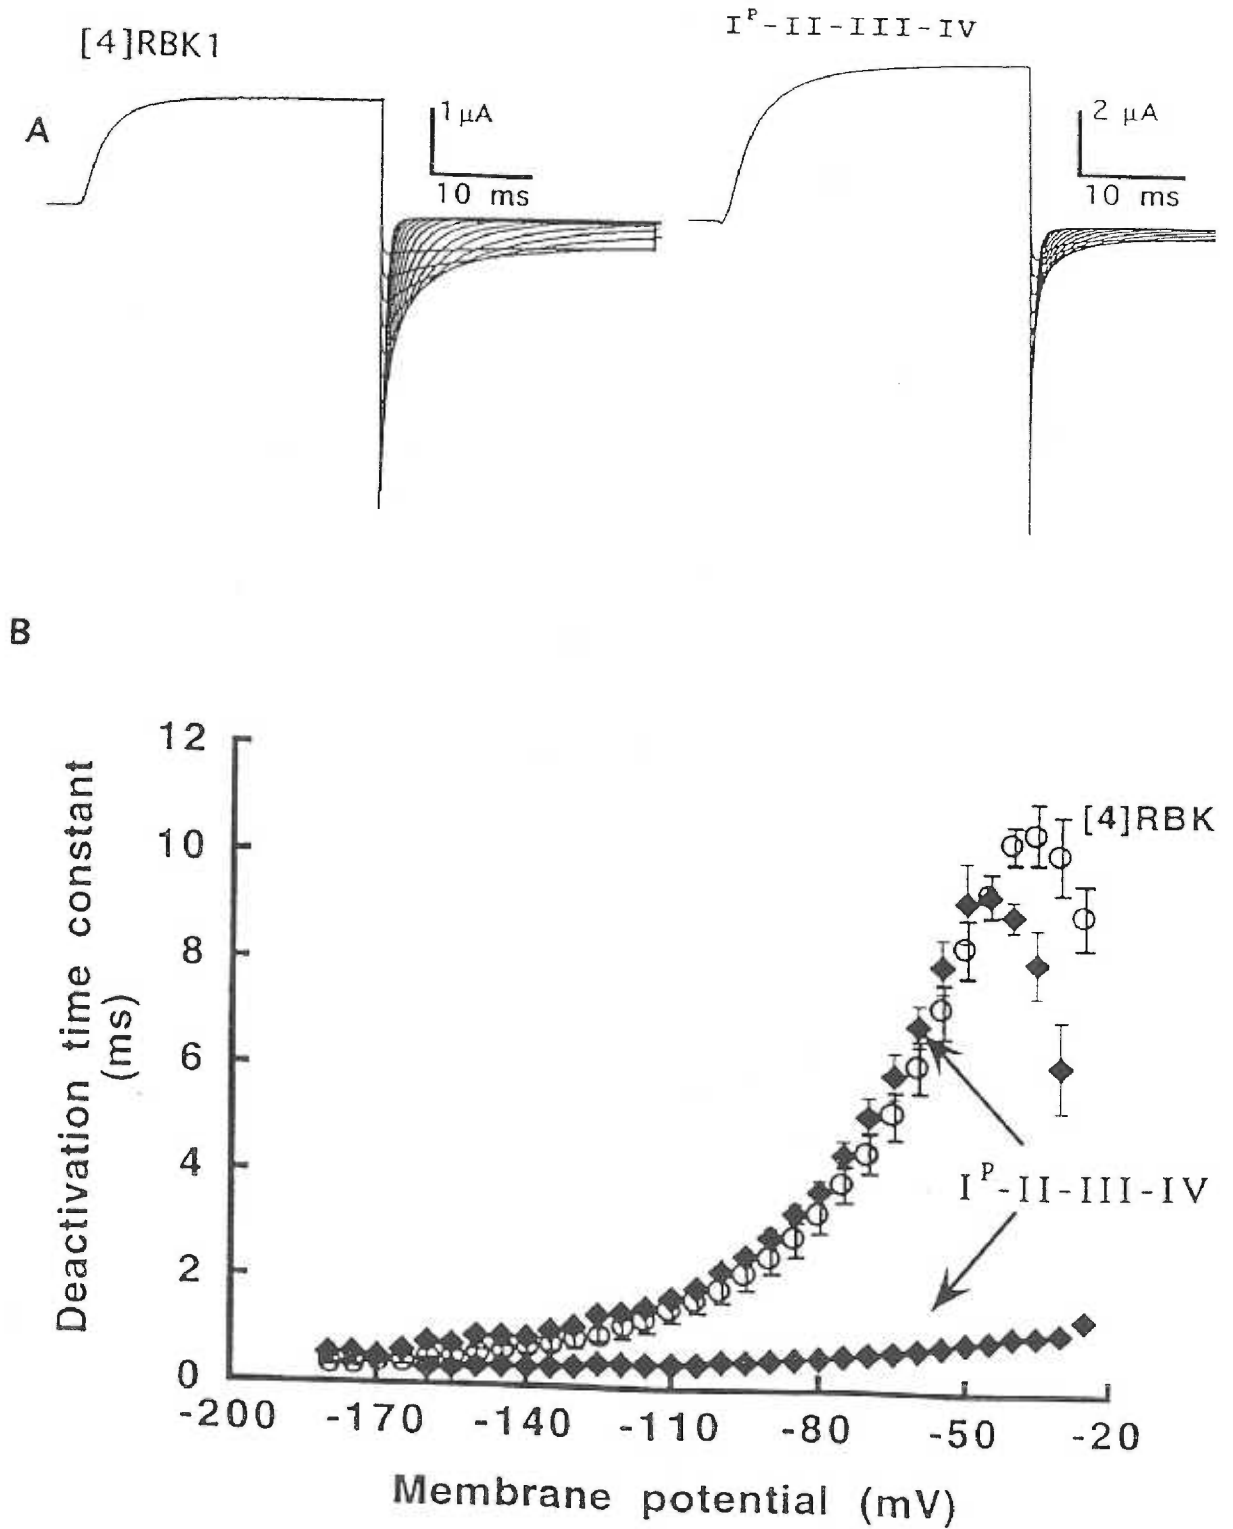 [4]RBK1
I^P-II-III-IV
A
1 μA
10 ms
2 μA
10 ms
B
Deactivation time constant
(ms)
12
10
8
6
4
2
0
[4]RBK
I^P-II-III-IV
-200 -170 -140 -110 -80 -50 -20
Membrane potential (mV)